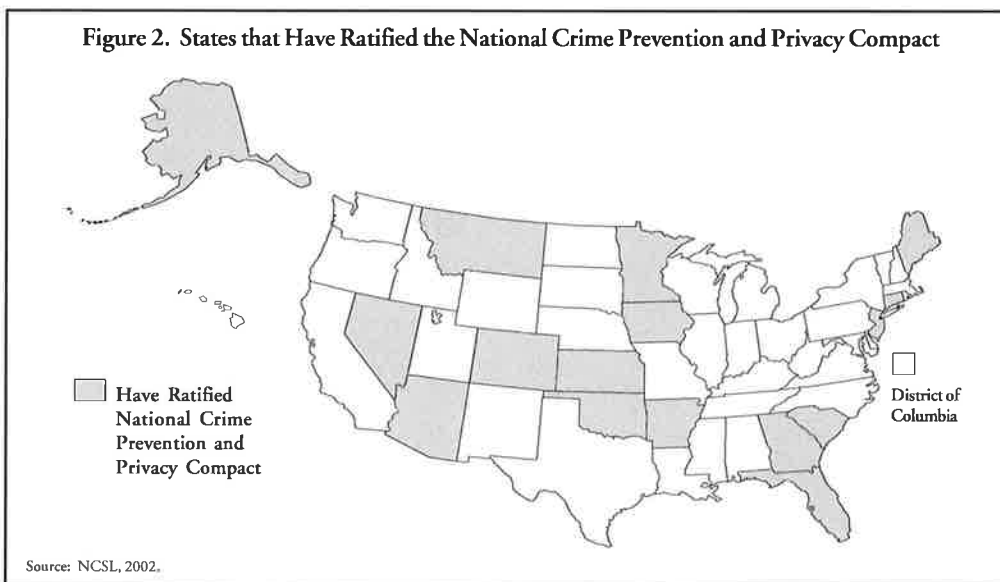 Figure 2. States that Have Ratified the National Crime Prevention and Privacy Compact
Have Ratified
National Crime
Prevention and
Privacy Compact
District of
Columbia
Source: NCSL, 2002.